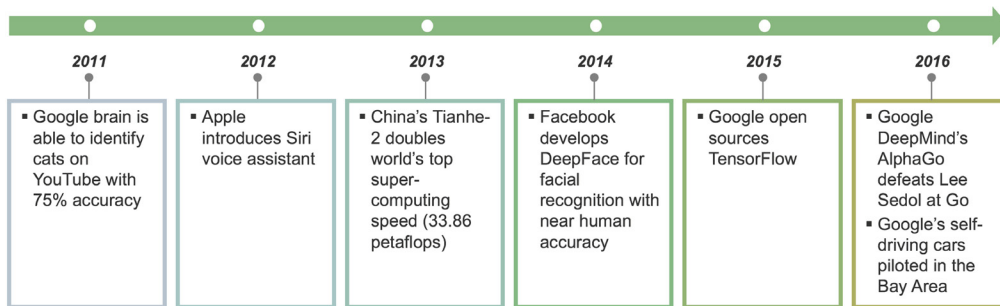 2011
2012
2013
2014
2015
2016
▪ Google brain is
able to identify
cats on
YouTube with
75% accuracy
▪ Apple
introduces Siri
voice assistant
▪ China's Tianhe-
2 doubles
world's top
super-
computing
speed (33.86
petaflops)
▪ Facebook
develops
DeepFace for
facial
recognition with
near human
accuracy
▪ Google open
sources
TensorFlow
▪ Google
DeepMind's
AlphaGo
defeats Lee
Sedol at Go
▪ Google's self-
driving cars
piloted in the
Bay Area